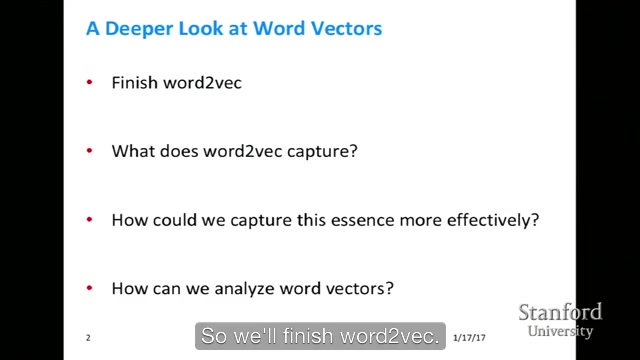 A Deeper Look at Word Vectors
• Finish word2vec
• What does word2vec capture?
• How could we capture this essence more effectively?
• How can we analyze word vectors?
Stanford
University
2
So we'll finish word2vec.
1/17/17